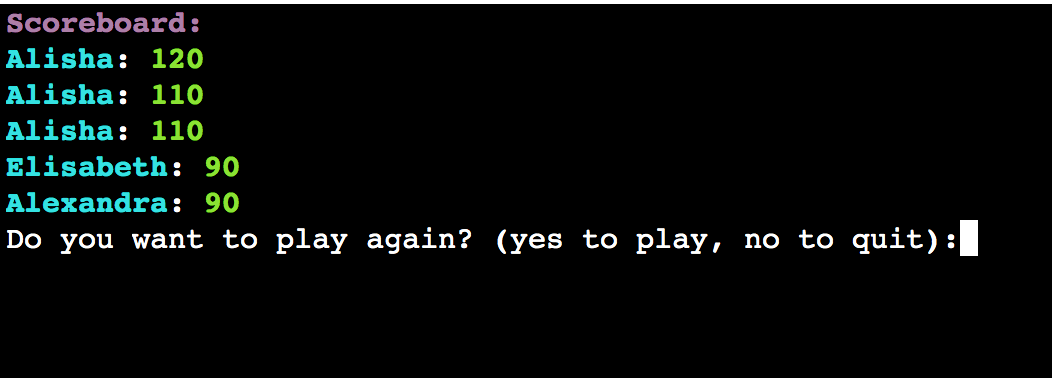 Scoreboard:
Alisha: 120
Alisha: 110
Alisha: 110
Elisabeth: 90
Alexandra: 90
Do you want to play again? (yes to play, no to quit):